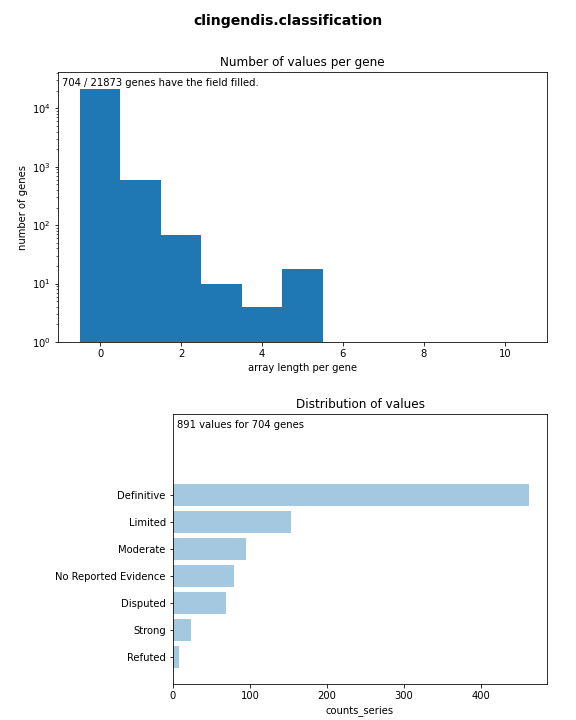 clingendis.classification
Number of values per gene
704 / 21873 genes have the field filled.
number of genes
10^4
10^3
10^2
10^1
10^0
0 2 4 6 8 10
array length per gene
Distribution of values
891 values for 704 genes
Definitive
Limited
Moderate
No Reported Evidence
Disputed
Strong
Refuted
0 100 200 300 400
counts_series